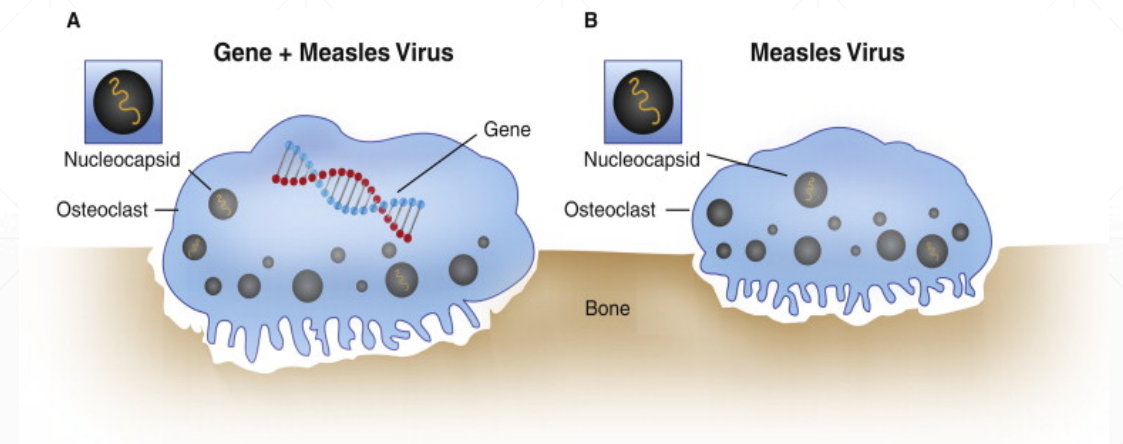 A
Gene + Measles Virus
Nucleocapsid
Osteoclast
Gene
B
Measles Virus
Nucleocapsid
Osteoclast
Bone